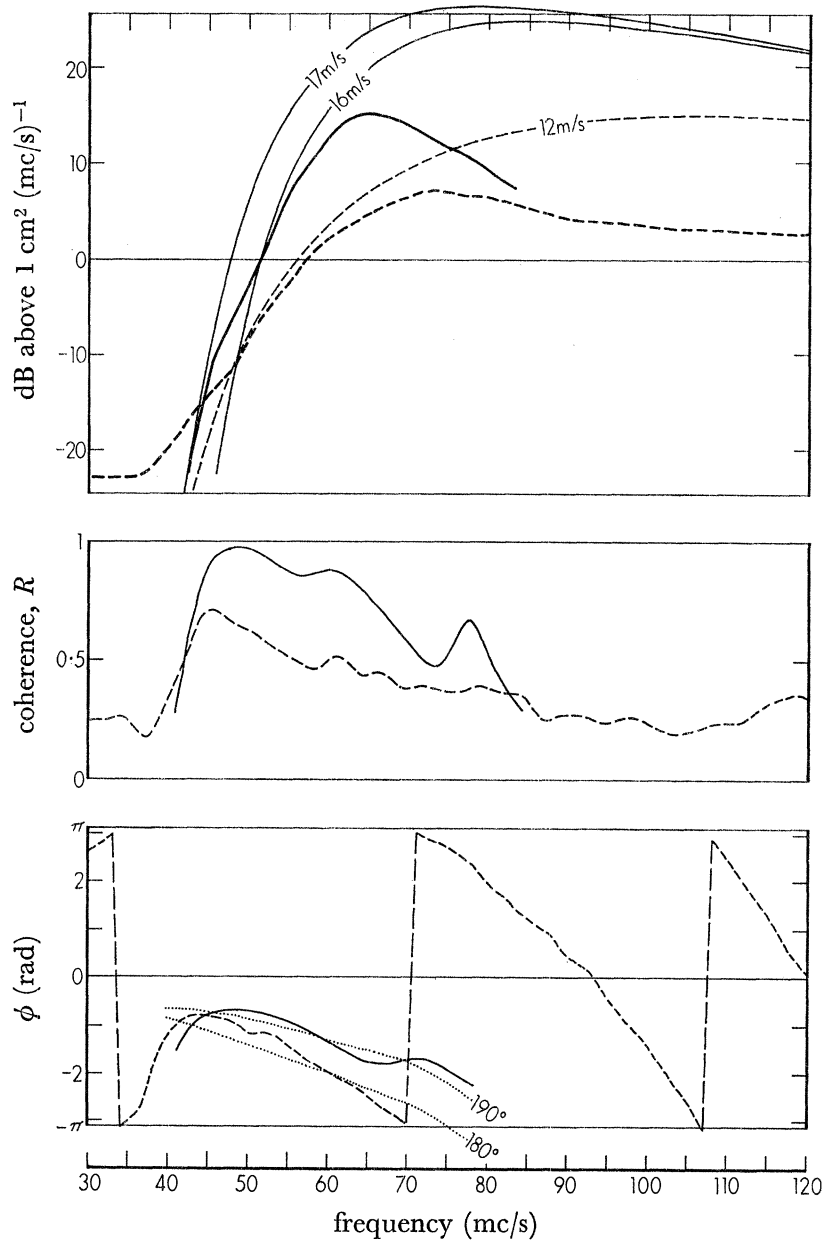 dB above 1 cm² (mc/s)⁻¹
20
10
0
-10
-20
17m/s
16m/s
12m/s
coherence, R
1
0·5
0
ϕ (rad)
π
2
0
-2
-π
190°
180°
30 40 50 60 70 80 90 100 110 120
frequency (mc/s)